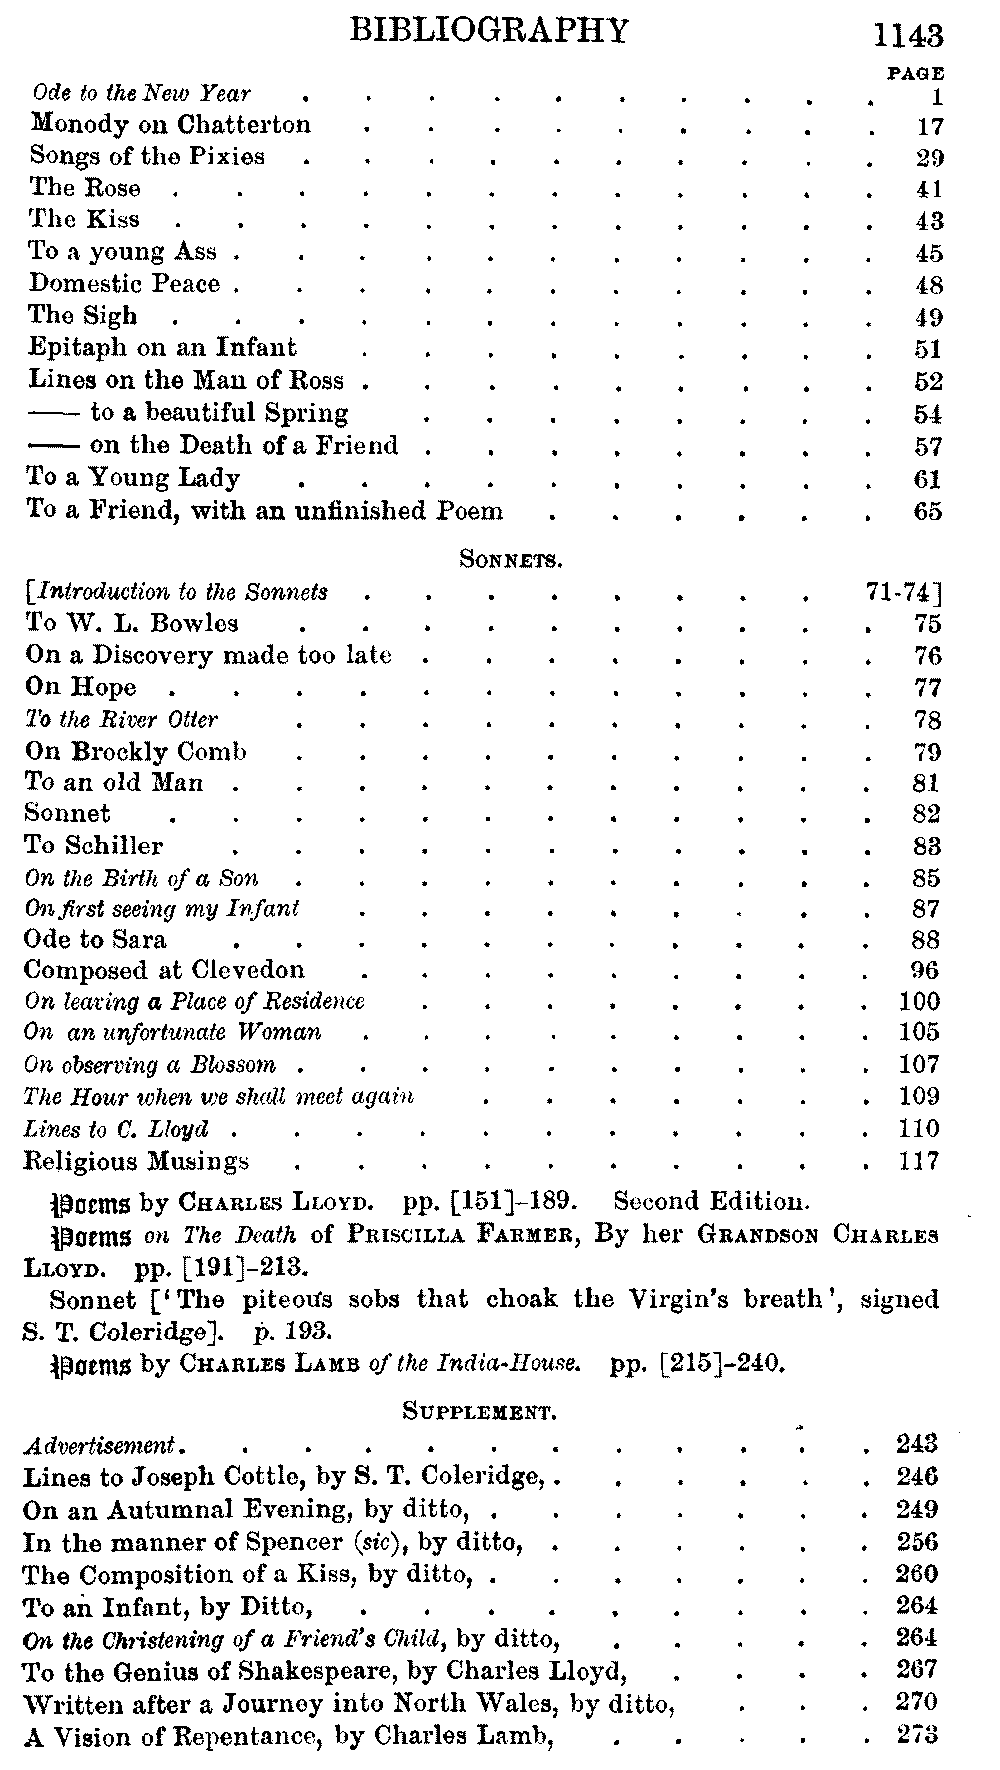 BIBLIOGRAPHY 1143
PAGE
Ode to the New Year . . . . . . . . . . 1
Monody on Chatterton . . . . . . . . . 17
Songs of the Pixies . . . . . . . . . . 29
The Rose . . . . . . . . . . . . 41
The Kiss . . . . . . . . . . . . 43
To a young Ass . . . . . . . . . . . 45
Domestic Peace . . . . . . . . . . . 48
The Sigh . . . . . . . . . . . . 49
Epitaph on an Infant . . . . . . . . . 51
Lines on the Man of Ross . . . . . . . . . 52
—— to a beautiful Spring . . . . . . . . 54
—— on the Death of a Friend . . . . . . . . 57
To a Young Lady . . . . . . . . . . 61
To a Friend, with an unfinished Poem . . . . . . 65
SONNETS.
[Introduction to the Sonnets . . . . . . . . 71-74]
To W. L. Bowles . . . . . . . . . . 75
On a Discovery made too late . . . . . . . . 76
On Hope . . . . . . . . . . . . 77
To the River Otter . . . . . . . . . . 78
On Brockly Comb . . . . . . . . . . 79
To an old Man . . . . . . . . . . . 81
Sonnet . . . . . . . . . . . . 82
To Schiller . . . . . . . . . . . 83
On the Birth of a Son . . . . . . . . . . 85
On first seeing my Infant . . . . . . . . . 87
Ode to Sara . . . . . . . . . . . 88
Composed at Clevedon . . . . . . . . . 96
On leaving a Place of Residence . . . . . . . . 100
On an unfortunate Woman . . . . . . . . . 105
On observing a Blossom . . . . . . . . . . 107
The Hour when we shall meet again . . . . . . . 109
Lines to C. Lloyd . . . . . . . . . . . 110
Religious Musings . . . . . . . . . . 117
Poems by CHARLES LLOYD. pp. [151]-189. Second Edition.
Poems on The Death of PRISCILLA FARMER, By her GRANDSON CHARLES
LLOYD. pp. [191]-213.
Sonnet ['The piteous sobs that choak the Virgin's breath', signed
S. T. Coleridge]. p. 193.
Poems by CHARLES LAMB of the India-House. pp. [215]-240.
SUPPLEMENT.
Advertisement . . . . . . . . . . . . 243
Lines to Joseph Cottle, by S. T. Coleridge, . . . . . . 246
On an Autumnal Evening, by ditto, . . . . . . . 249
In the manner of Spencer (sic), by ditto, . . . . . . 256
The Composition of a Kiss, by ditto, . . . . . . . 260
To an Infant, by Ditto, . . . . . . . . . 264
On the Christening of a Friend's Child, by ditto, . . . . . 264
To the Genius of Shakespeare, by Charles Lloyd, . . . . 267
Written after a Journey into North Wales, by ditto, . . . 270
A Vision of Repentance, by Charles Lamb, . . . . . 273